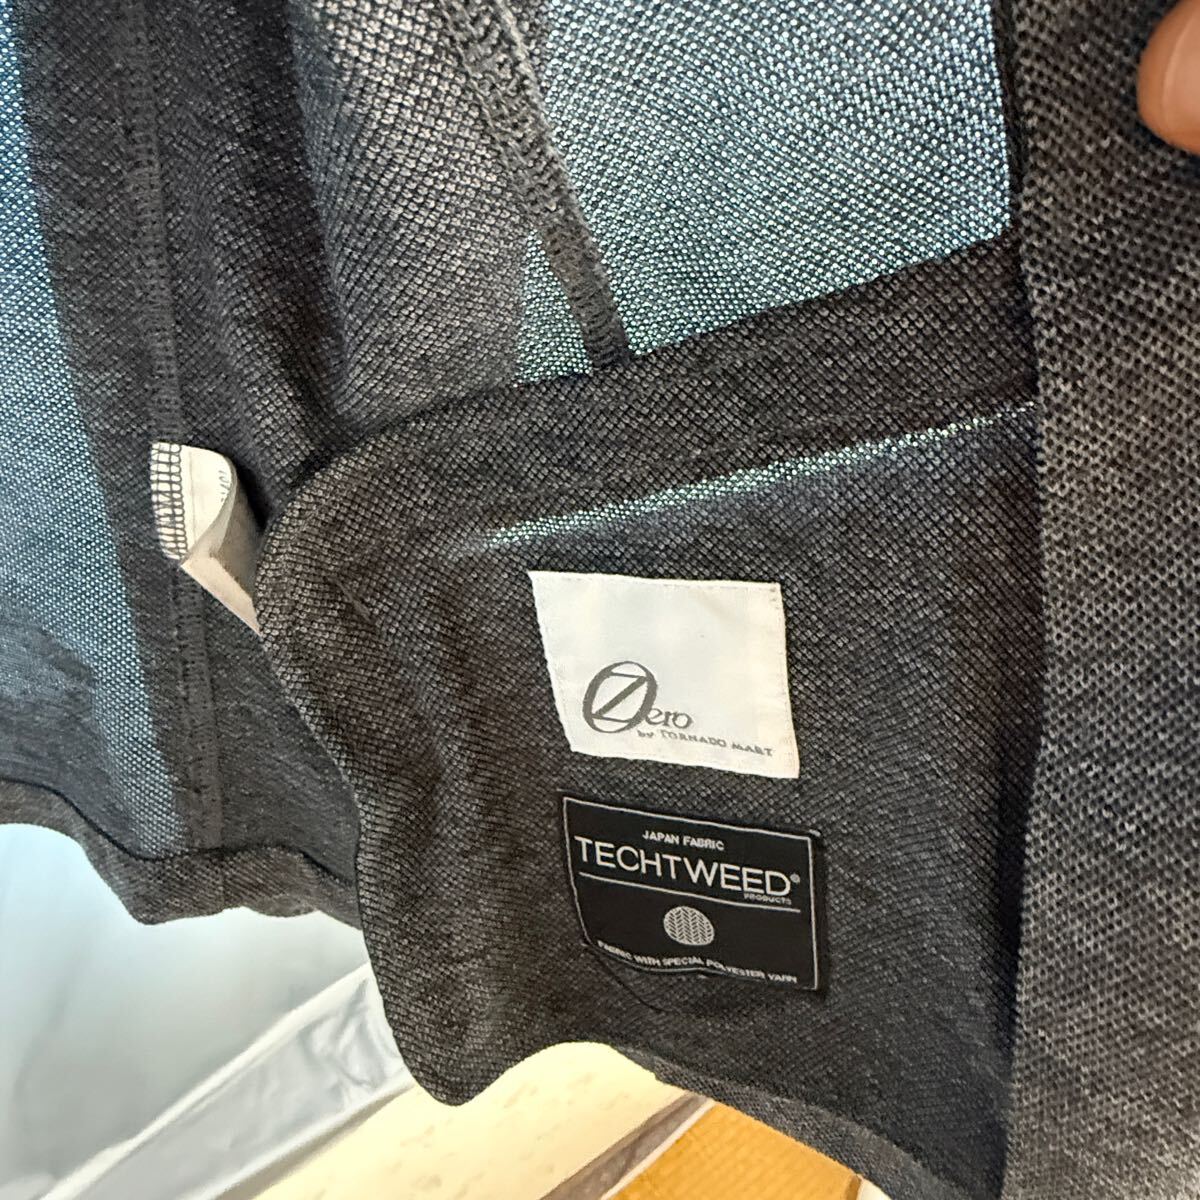 Zero
by TORNADO MART
JAPAN FABRIC
TECHTWEED®
PRODUCTS
FABRIC WITH SPECIAL POLYESTER YARN